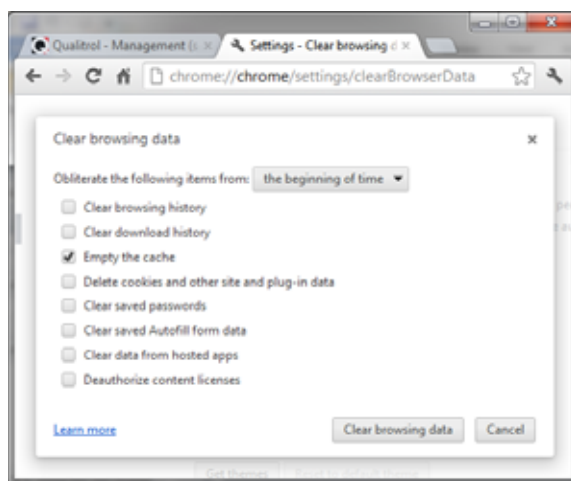 Qualitrol - Management (s
Settings - Clear browsing d
chrome://chrome/settings/clearBrowserData
Clear browsing data
Obliterate the following items from: the beginning of time
Clear browsing history
Clear download history
Empty the cache
Delete cookies and other site and plug-in data
Clear saved passwords
Clear saved Autofill form data
Clear data from hosted apps
Deauthorize content licenses
Learn more Clear browsing data Cancel
Get themes Reset to default theme